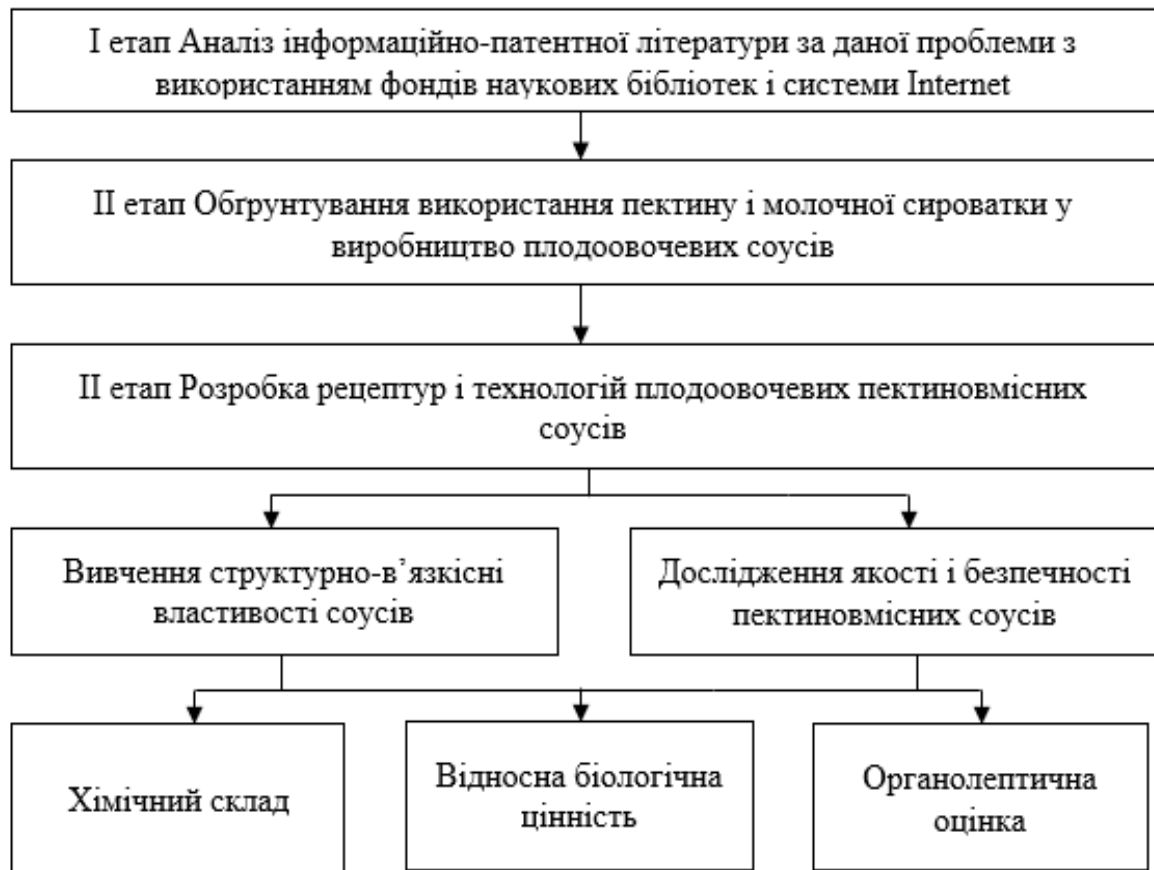 І етап Аналіз інформаційно-патентної літератури за даної проблеми з
використанням фондів наукових бібліотек і системи Internet
ІІ етап Обґрунтування використання пектину і молочної сироватки у
виробництво плодоовочевих соусів
ІІ етап Розробка рецептур і технологій плодоовочевих пектиновмісних
соусів
Вивчення структурно-в’язкісні
властивості соусів
Дослідження якості і безпечності
пектиновмісних соусів
Хімічний склад
Відносна біологічна
цінність
Органолептична
оцінка